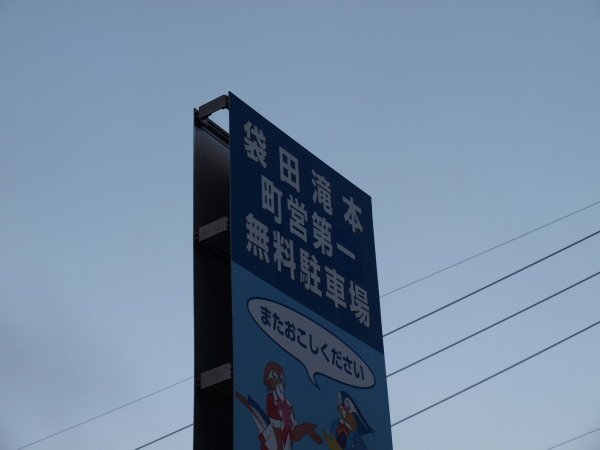 袋田滝本
町営第一
無料駐車場
またおこしください